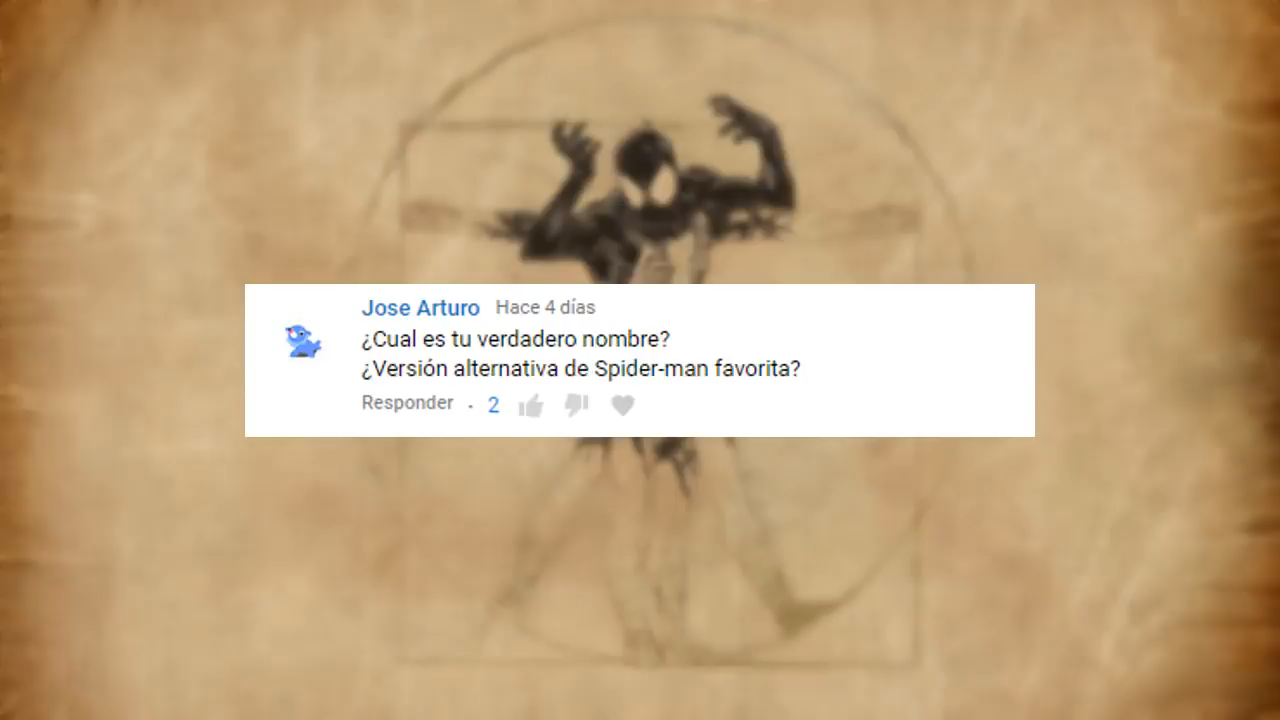 Jose Arturo Hace 4 días
¿Cual es tu verdadero nombre?
¿Versión alternativa de Spider-man favorita?
Responder · 2